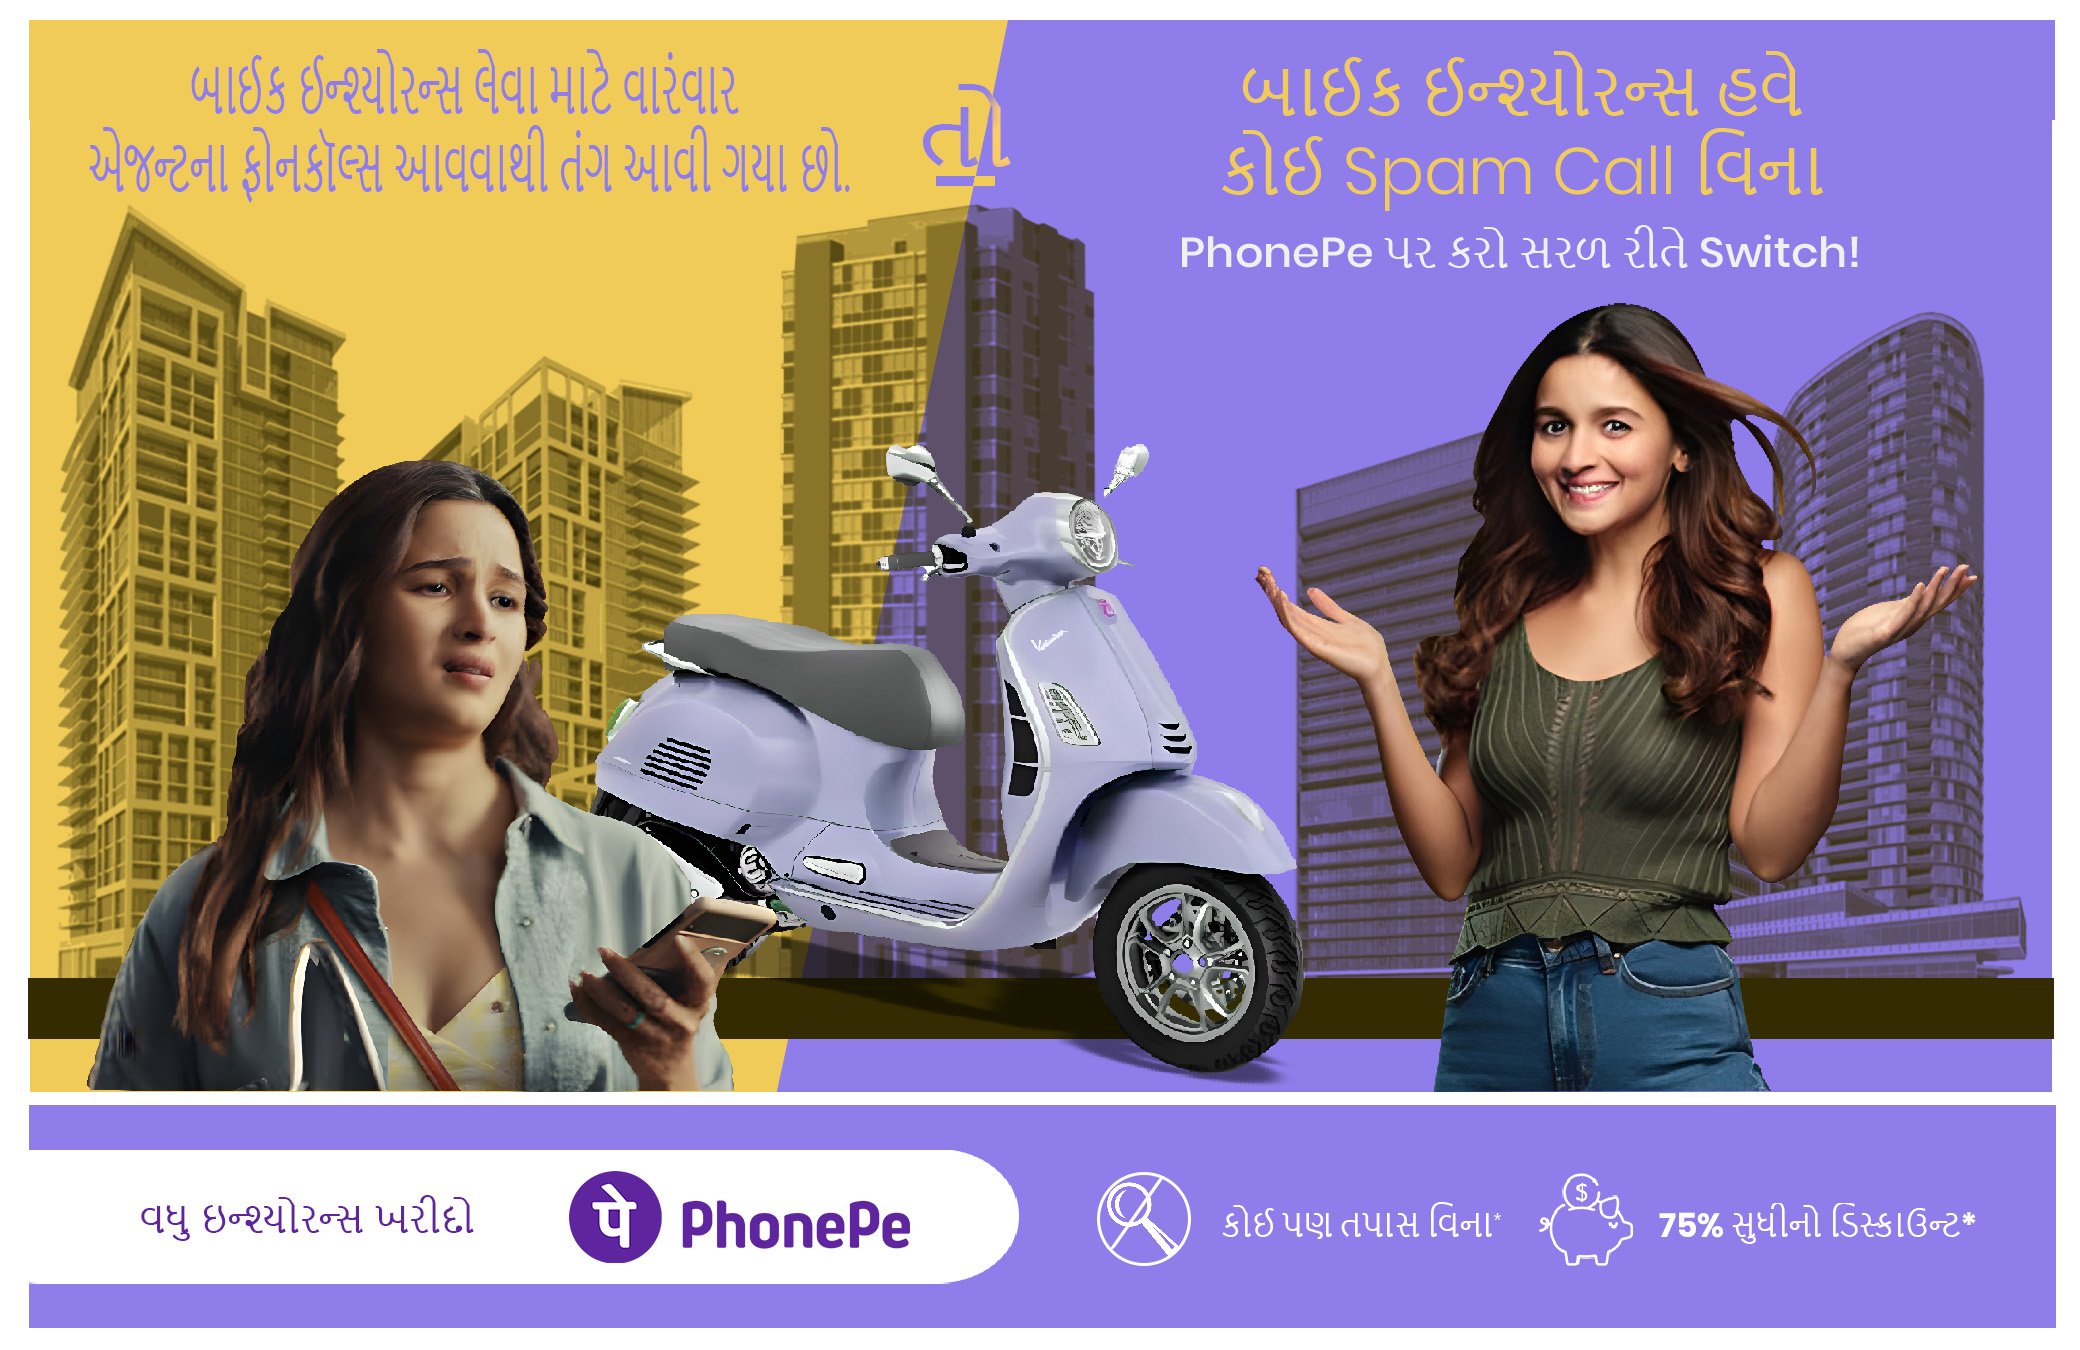 બાઈક ઈન્શ્યોરન્સ લેવા માટે વારંવાર
એજન્ટના ફોનકૉલ્સ આવવાથી તંગ આવી ગયા છો.
તો
બાઈક ઈન્શ્યોરન્સ હવે
કોઈ Spam Call વિના
PhonePe પર કરો સરળ રીતે Switch!
Vespa
વધુ ઇન્શ્યોરન્સ ખરીદો
पे PhonePe
કોઈ પણ તપાસ વિના*
$
75% સુધીનો ડિસ્કાઉન્ટ*